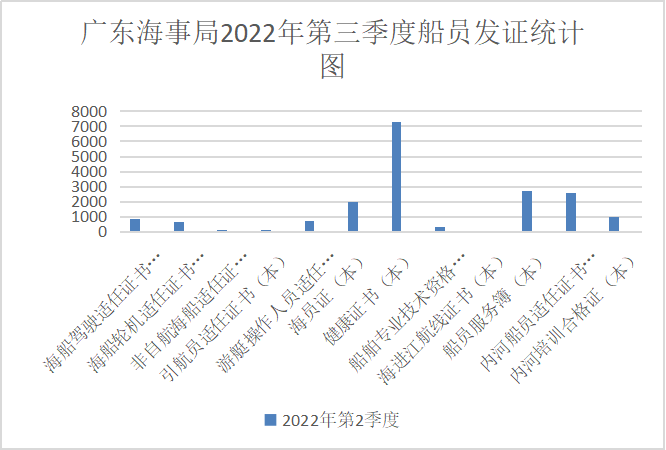 广东海事局2022年第三季度船员发证统计
图
8000
7000
6000
5000
4000
3000
2000
1000
0
海船驾驶适任证书…
海船轮机适任证书…
非自航海船适任证…
引航员适任证书（本）
游艇操作人员适任…
海员证（本）
健康证书（本）
船舶专业技术资格…
海进江航线证书（本）
船员服务簿（本）
内河船员适任证书…
内河培训合格证（本）
2022年第2季度